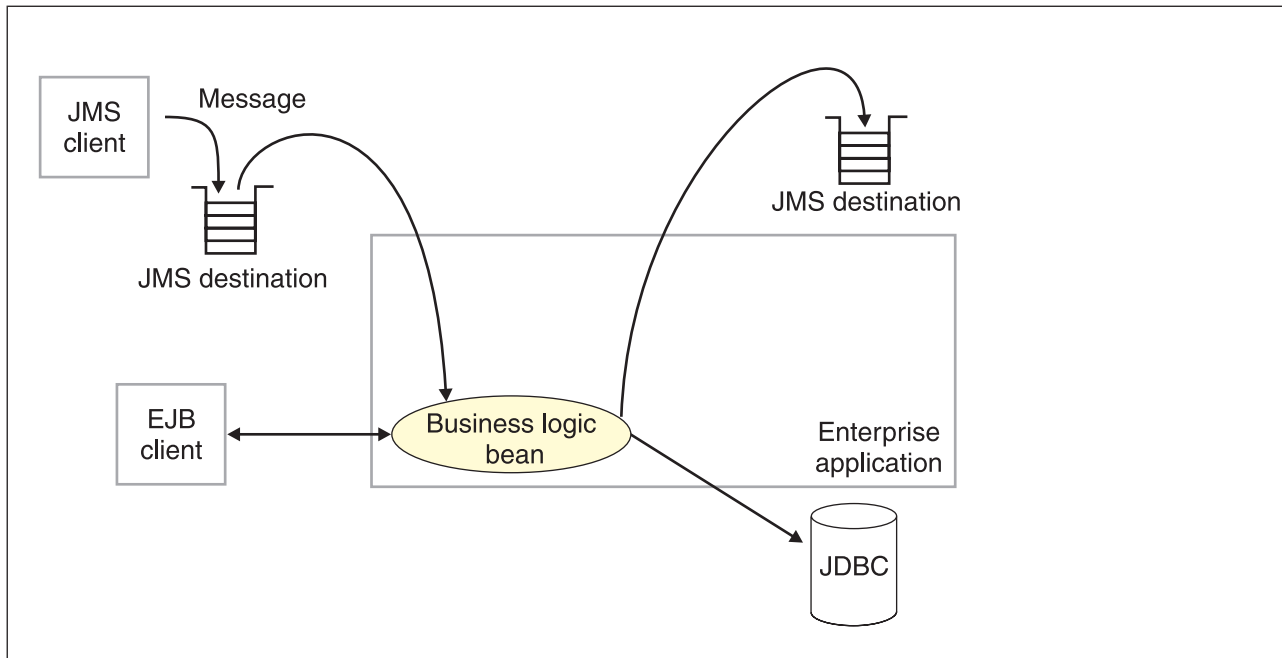 JMS
client
Message
JMS destination
JMS destination
EJB
client
Business logic
bean
Enterprise
application
JDBC